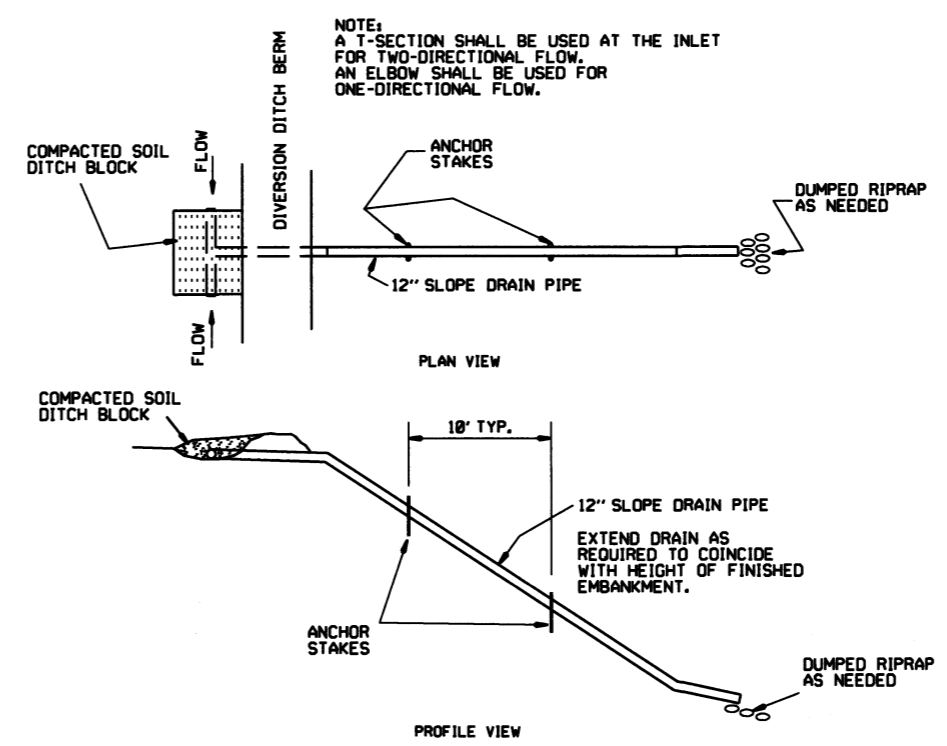 NOTE:
A T-SECTION SHALL BE USED AT THE INLET
FOR TWO-DIRECTIONAL FLOW.
AN ELBOW SHALL BE USED FOR
ONE-DIRECTIONAL FLOW.
DIVERSION DITCH BERM
FLOW
COMPACTED SOIL
DITCH BLOCK
ANCHOR
STAKES
DUMPED RIPRAP
AS NEEDED
12" SLOPE DRAIN PIPE
FLOW
PLAN VIEW
COMPACTED SOIL
DITCH BLOCK
10' TYP.
12" SLOPE DRAIN PIPE
EXTEND DRAIN AS
REQUIRED TO COINCIDE
WITH HEIGHT OF FINISHED
EMBANKMENT.
ANCHOR
STAKES
DUMPED RIPRAP
AS NEEDED
PROFILE VIEW